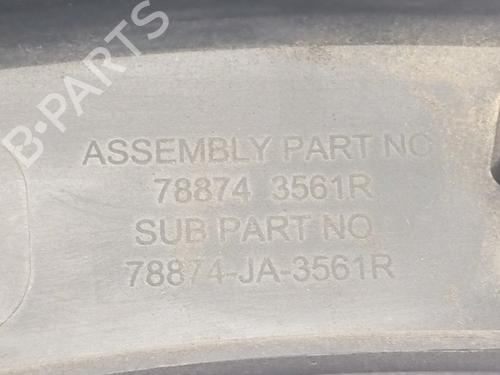 B-PARTS
ASSEMBLY PART NO
78874 3561R
SUB PART NO
78874-JA-3561R